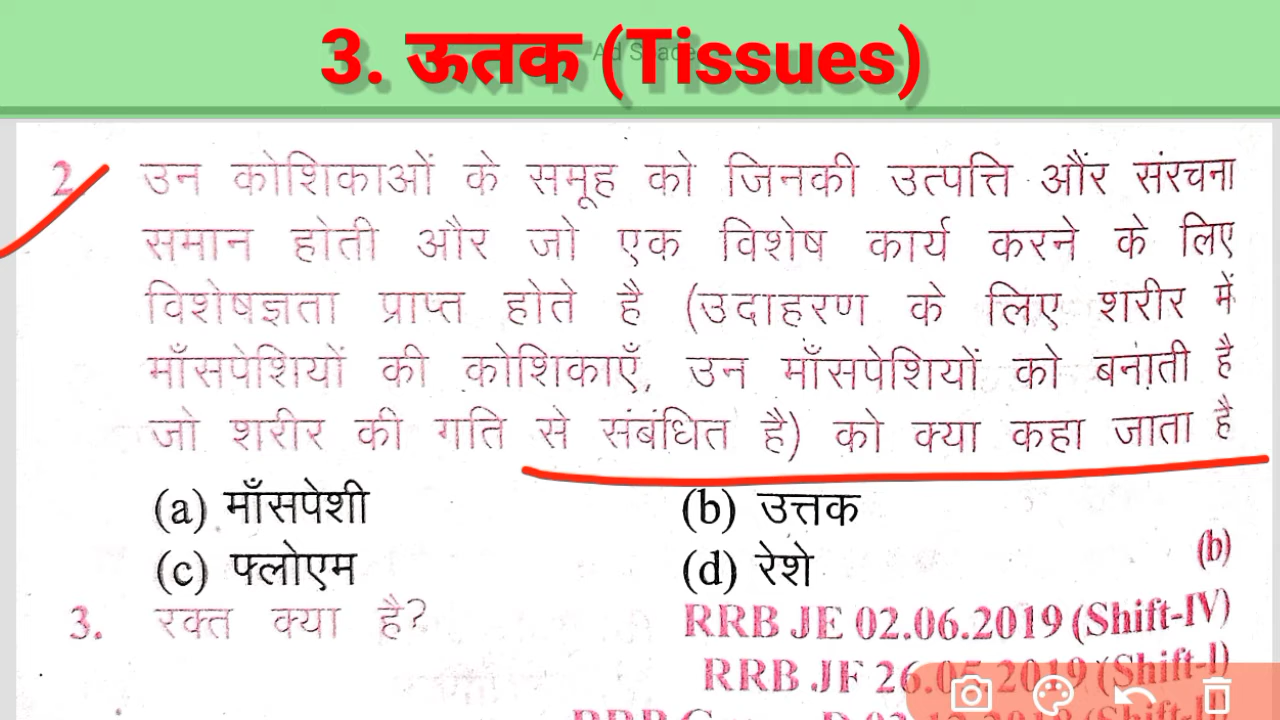 3. ऊतक (Tissues)
2 उन कोशिकाओं के समूह को जिनकी उत्पत्ति और संरचना
समान होती और जो एक विशेष कार्य करने के लिए
विशेषज्ञता प्राप्त होते है (उदाहरण के लिए शरीर में
माँसपेशियों की कोशिकाएँ, उन माँसपेशियों को बनाती है
जो शरीर की गति से संबंधित है) को क्या कहा जाता है
(a) माँसपेशी (b) उत्तक
(c) फ्लोएम (d) रेशे (b)
3. रक्त क्या है?
RRB JE 02.06.2019 (Shift-IV)
RRB JE 26.05.2019 (Shift-I)